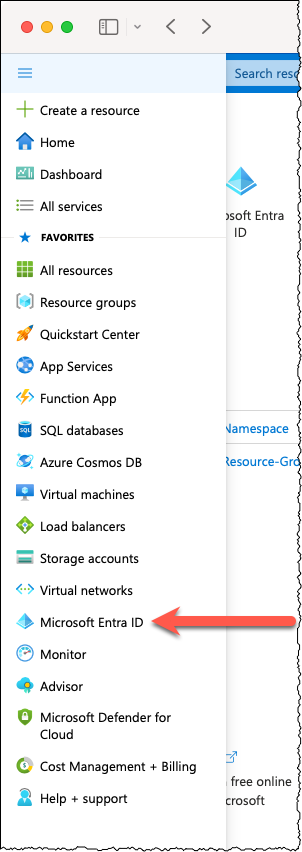 Search reso
Create a resource
Home
Dashboard
All services
FAVORITES
All resources
Resource groups
Quickstart Center
App Services
Function App
SQL databases
Azure Cosmos DB
Virtual machines
Load balancers
Storage accounts
Virtual networks
Microsoft Entra ID
Monitor
Advisor
Microsoft Defender for
Cloud
Cost Management + Billing
Help + support
osoft Entra
ID
Namespace
Resource-Gro
free online
crosoft